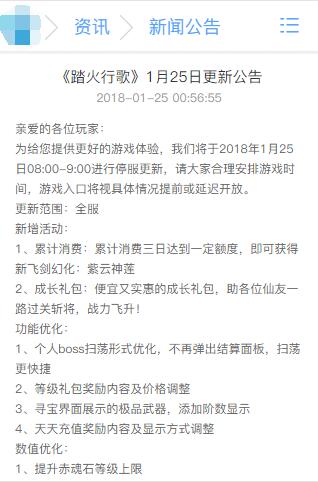 资讯 新闻公告
《踏火行歌》1月25日更新公告
2018-01-25 00:56:55
亲爱的各位玩家：
为给您提供更好的游戏体验，我们将于2018年1月25
日08:00-9:00进行停服更新，请大家合理安排游戏时
间，游戏入口将视具体情况提前或延迟开放。
更新范围：全服
新增活动：
1、累计消费：累计消费三日达到一定额度，即可获得
新飞剑幻化：紫云神莲
2、成长礼包：便宜又实惠的成长礼包，助各位仙友一
路过关斩将，战力飞升！
功能优化：
1、个人boss扫荡形式优化，不再弹出结算面板，扫荡
更快捷
2、等级礼包奖励内容及价格调整
3、寻宝界面展示的极品武器，添加阶数显示
4、天天充值奖励内容及显示方式调整
数值优化：
1、提升赤魂石等级上限